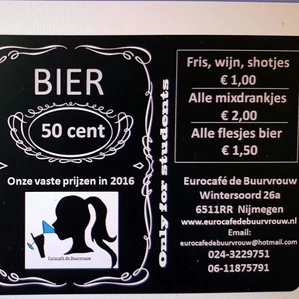 BIER
50 cent
Onze vaste prijzen in 2016
Eurocafé de Buurvrouw
Only for students
Fris, wijn, shotjes
€ 1,00
Alle mixdrankjes
€ 2,00
Alle flesjes bier
€ 1,50
Eurocafé de Buurvrouw
Wintersoord 26a
6511RR Nijmegen
www.eurocafedebuurvrouw.nl
Email:
eurocafedebuurvrouw@hotmail.com
024-3229751
06-11875791